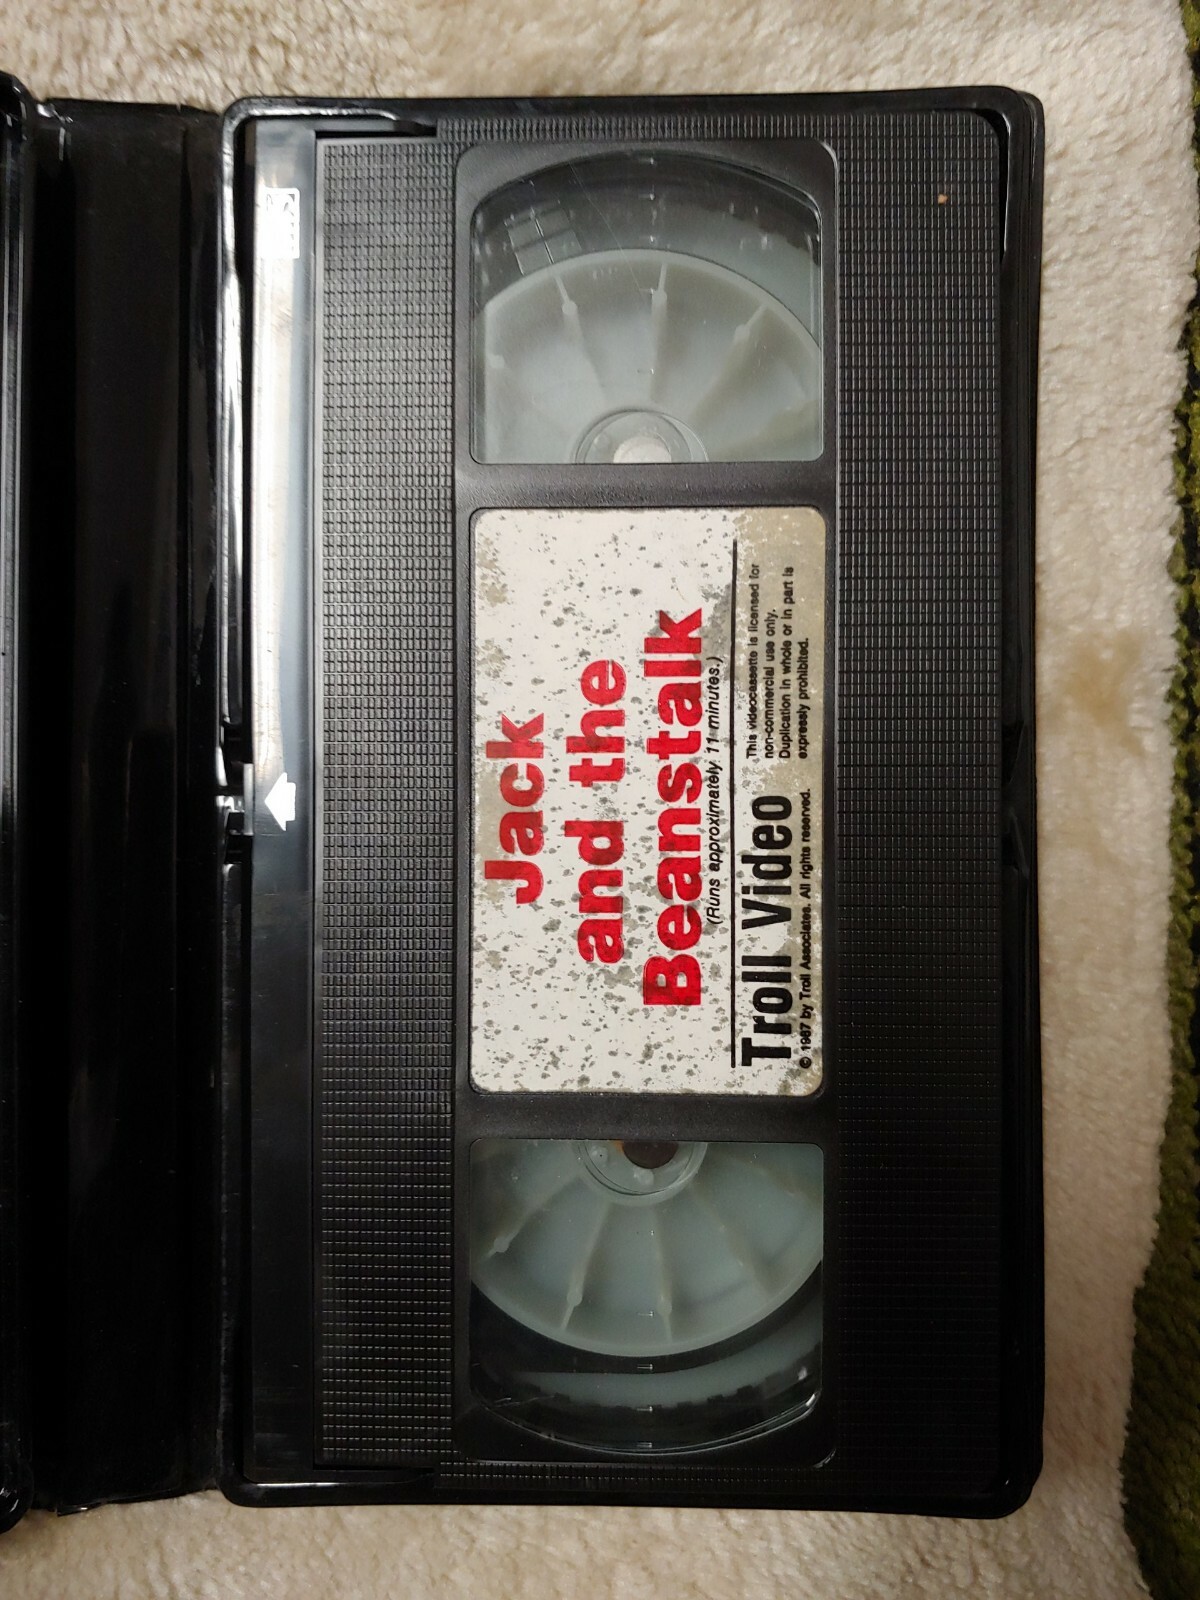 Jack
and the
Beanstalk
(Runs approximately 11 minutes.)
Troll Video
© 1987 by Troll Associates. All rights reserved.
This videocassette is licensed for
non-commercial use only.
Duplication in whole or in part is
expressly prohibited.
VHS